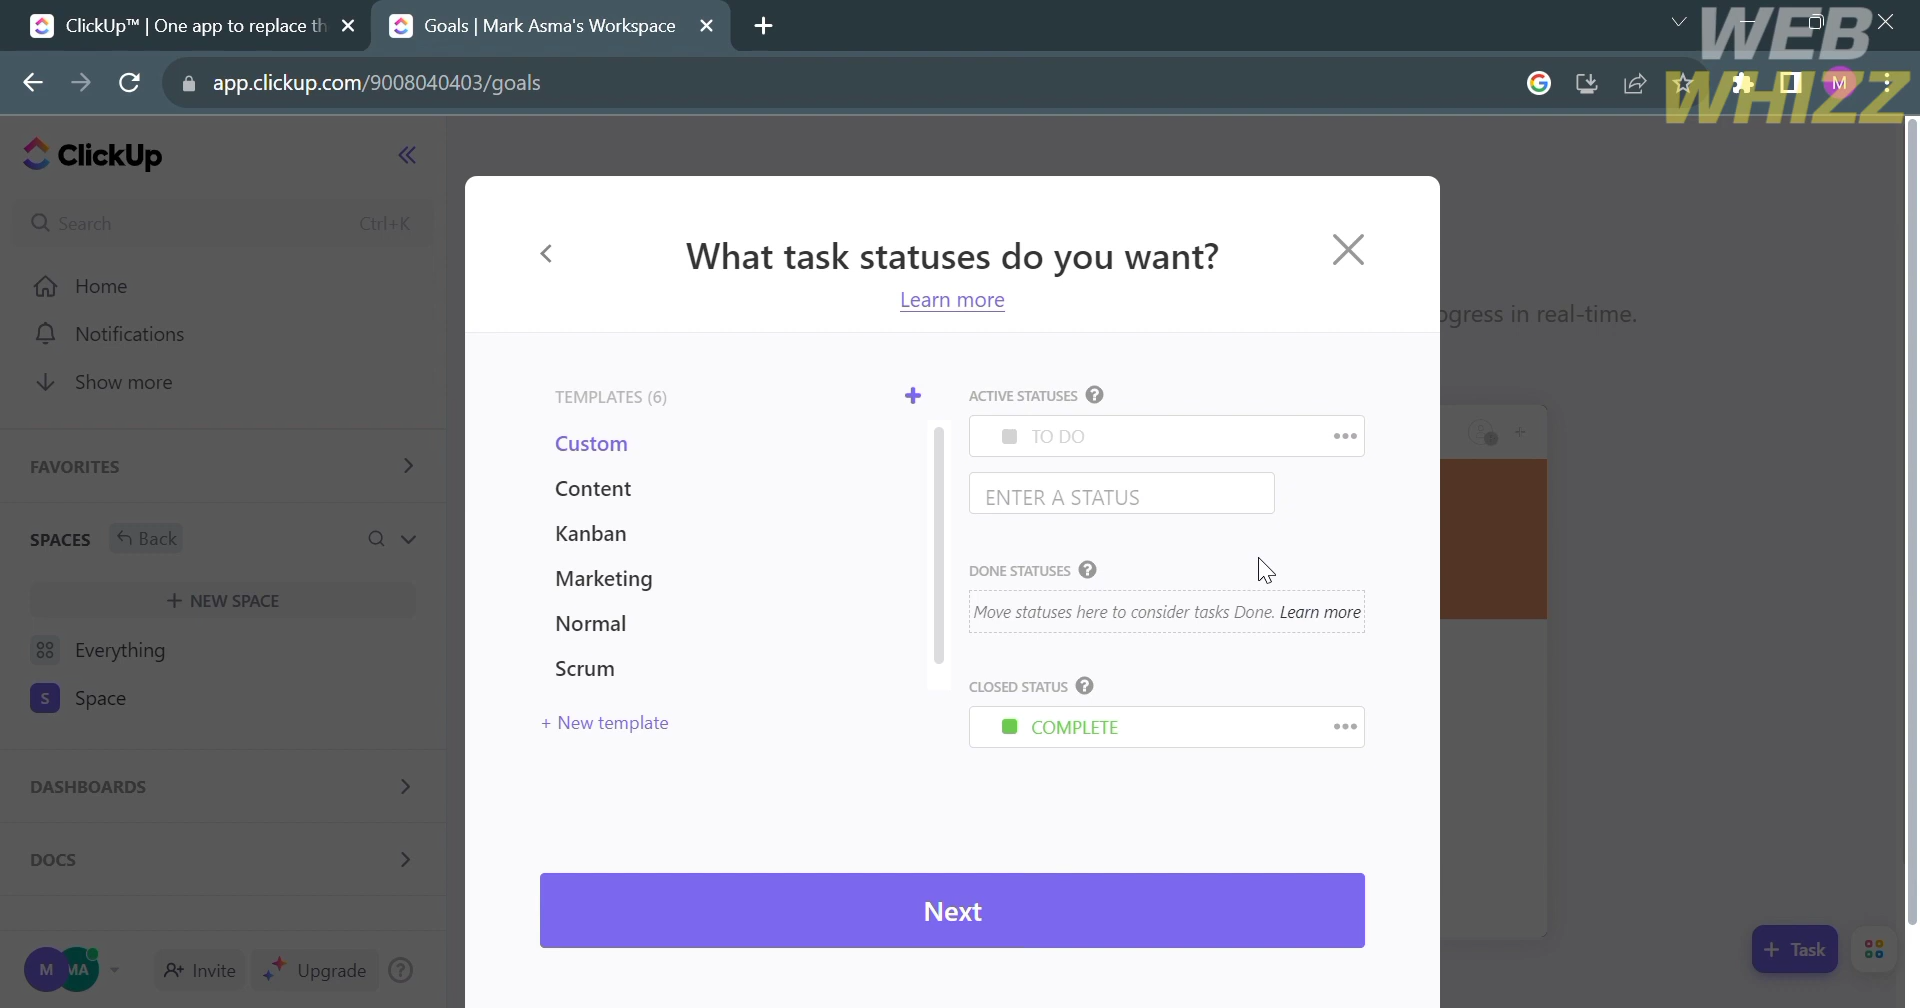 ClickUp™ | One app to replace th
Goals | Mark Asma's Workspace
WEB
WHIZZ
app.clickup.com/9008040403/goals
M
ClickUp
Search Ctrl+K
Home
Notifications
Show more
FAVORITES
SPACES Back
+ NEW SPACE
Everything
S Space
DASHBOARDS
DOCS
M MA Invite Upgrade ?
What task statuses do you want?
Learn more
ogress in real-time.
TEMPLATES (6) +
Custom
Content
Kanban
Marketing
Normal
Scrum
+ New template
ACTIVE STATUSES ?
TO DO
ENTER A STATUS
DONE STATUSES ?
Move statuses here to consider tasks Done. Learn more
CLOSED STATUS ?
COMPLETE
Next
+ Task